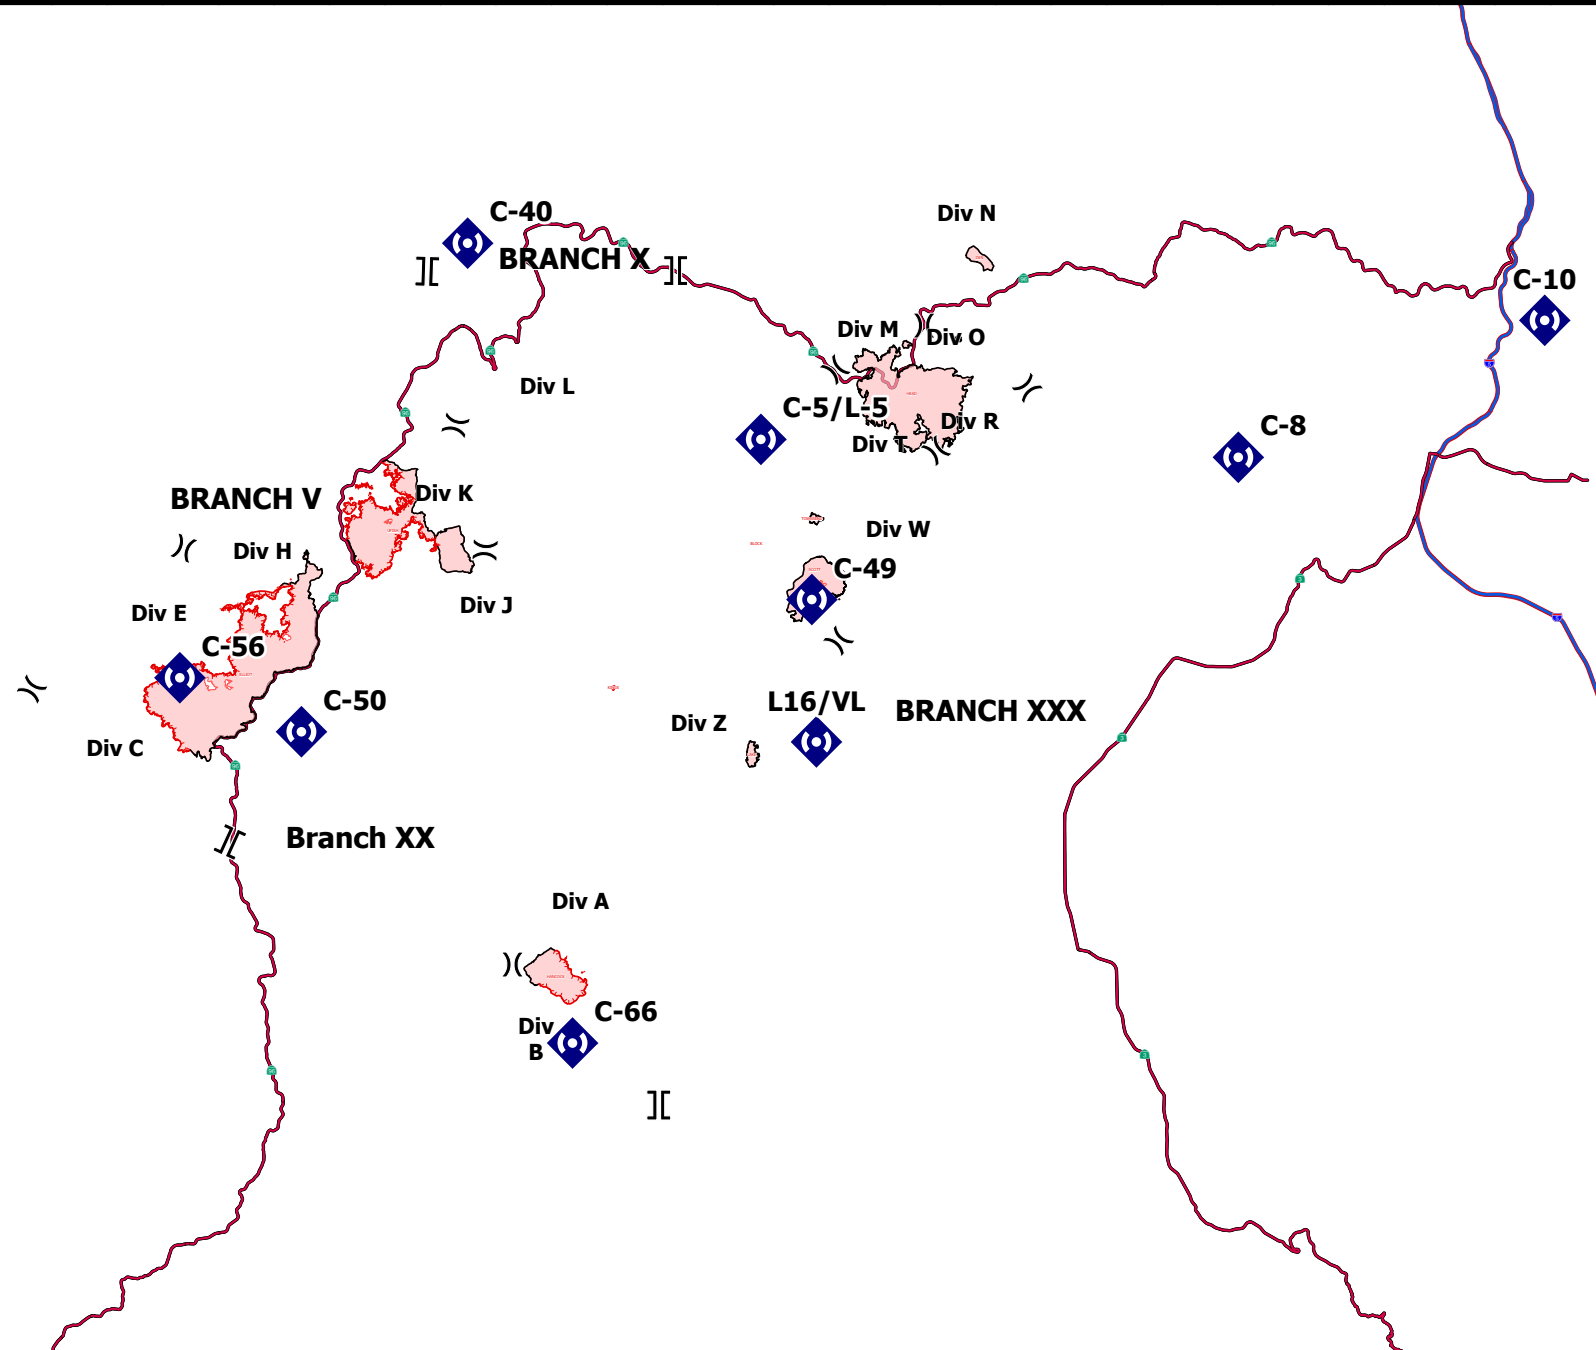 C-40
BRANCH X
Div N
C-10
Div M
Div O
Div L
C-5/L-5
Div R
Div T
C-8
BRANCH V
Div K
Div H
Div W
C-49
Div E
Div J
C-56
C-50
L16/VL
BRANCH XXX
Div Z
Div C
Branch XX
Div A
C-66
Div
B